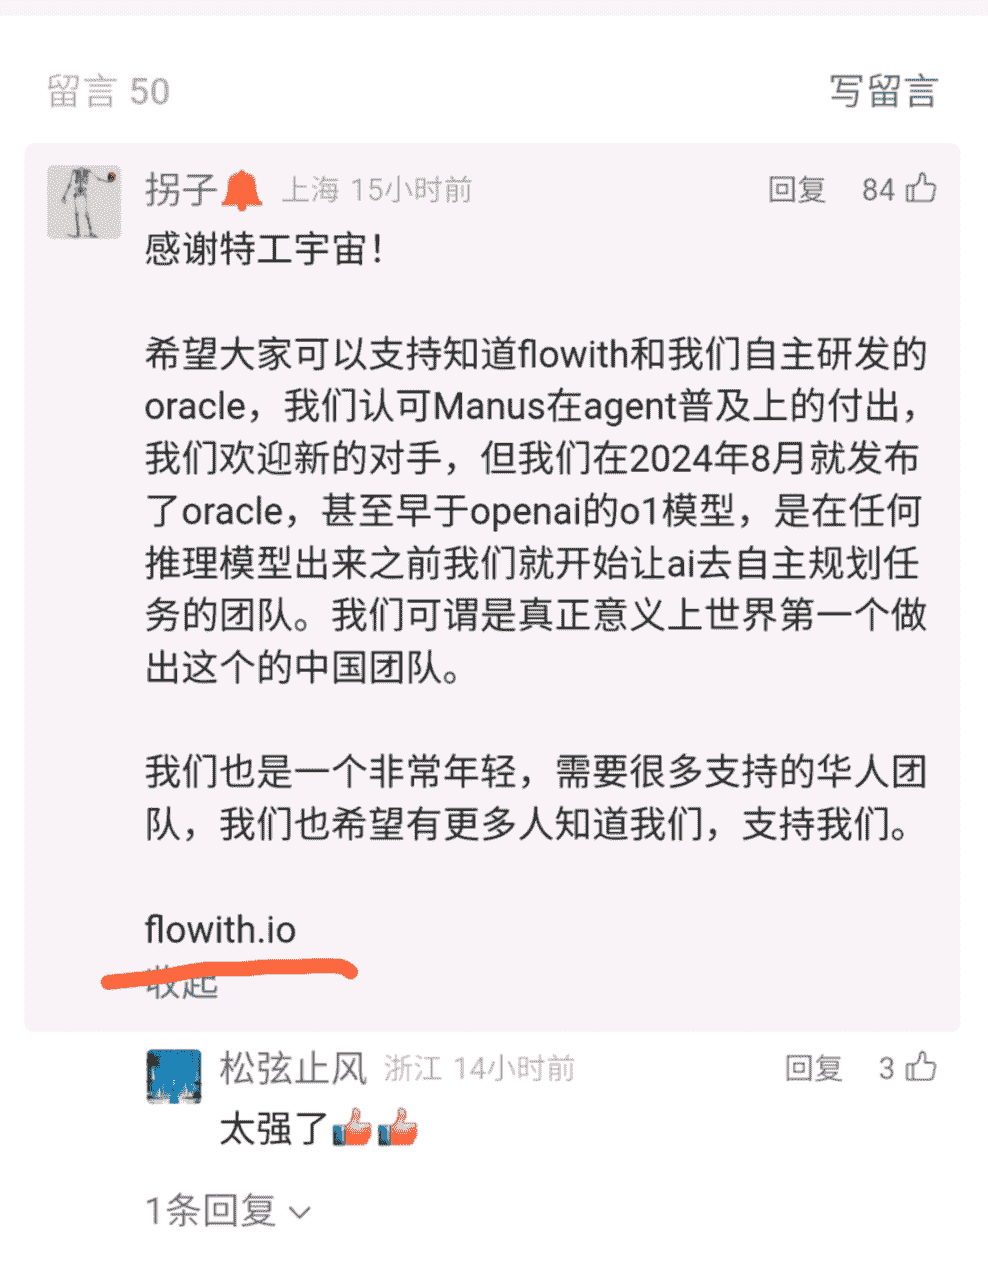 留言 50 写留言
拐子 上海 15小时前 回复 84
感谢特工宇宙！
希望大家可以支持知道flowith和我们自主研发的
oracle，我们认可Manus在agent普及上的付出，
我们欢迎新的对手，但我们在2024年8月就发布
了oracle，甚至早于openai的o1模型，是在任何
推理模型出来之前我们就开始让ai去自主规划任
务的团队。我们可谓是真正意义上世界第一个做
出这个的中国团队。
我们也是一个非常年轻，需要很多支持的华人团
队，我们也希望有更多人知道我们，支持我们。
flowith.io
收起
松弦止风 浙江 14小时前 回复 3
太强了
1条回复